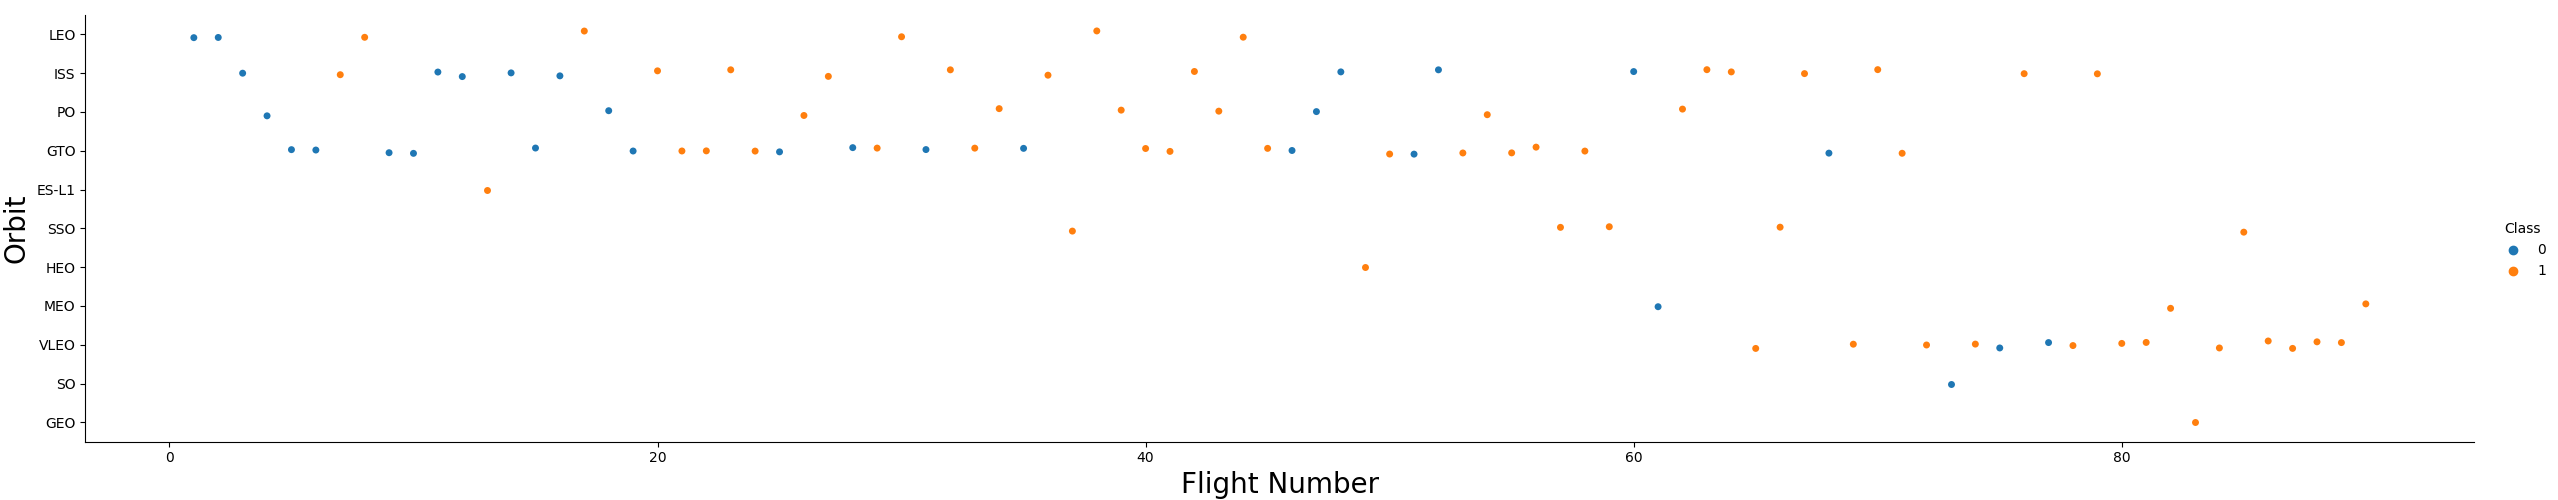 LEO
ISS
PO
GTO
ES-L1
SSO
HEO
MEO
VLEO
SO
GEO
Orbit
0 20 40 60 80
Flight Number
Class
0
1